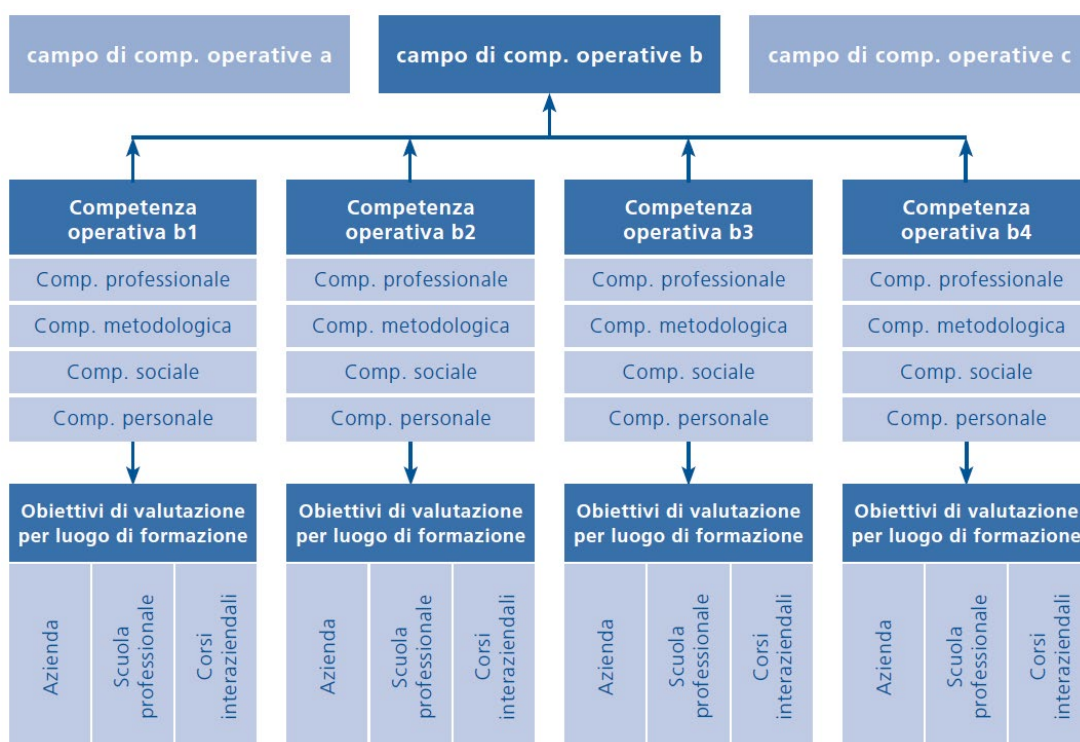 campo di comp. operative a
campo di comp. operative b
campo di comp. operative c
Competenza
operativa b1
Comp. professionale
Comp. metodologica
Comp. sociale
Comp. personale
Obiettivi di valutazione
per luogo di formazione
Azienda
Scuola
professionale
Corsi
interaziendali
Competenza
operativa b2
Comp. professionale
Comp. metodologica
Comp. sociale
Comp. personale
Obiettivi di valutazione
per luogo di formazione
Azienda
Scuola
professionale
Corsi
interaziendali
Competenza
operativa b3
Comp. professionale
Comp. metodologica
Comp. sociale
Comp. personale
Obiettivi di valutazione
per luogo di formazione
Azienda
Scuola
professionale
Corsi
interaziendali
Competenza
operativa b4
Comp. professionale
Comp. metodologica
Comp. sociale
Comp. personale
Obiettivi di valutazione
per luogo di formazione
Azienda
Scuola
professionale
Corsi
interaziendali